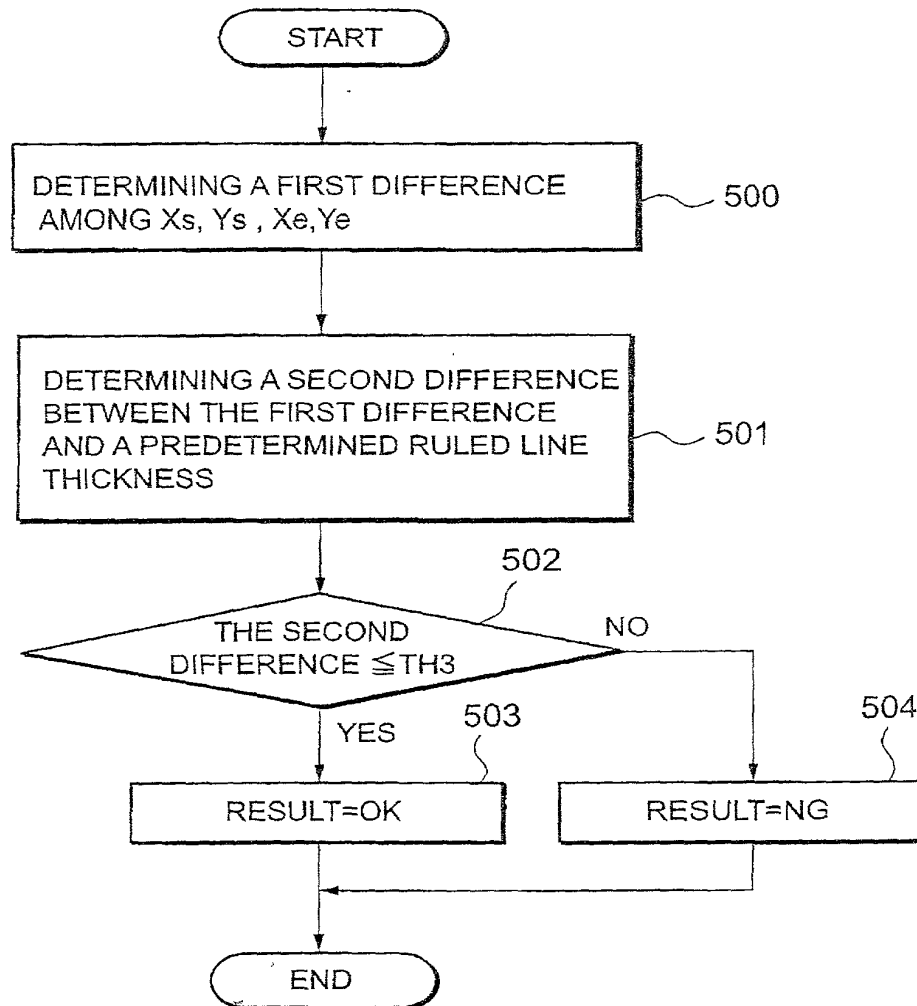 START
DETERMINING A FIRST DIFFERENCE
AMONG Xs, Ys , Xe,Ye
500
DETERMINING A SECOND DIFFERENCE
BETWEEN THE FIRST DIFFERENCE
AND A PREDETERMINED RULED LINE
THICKNESS
501
502
THE SECOND
DIFFERENCE ≦TH3
NO
YES
503
504
RESULT=OK
RESULT=NG
END